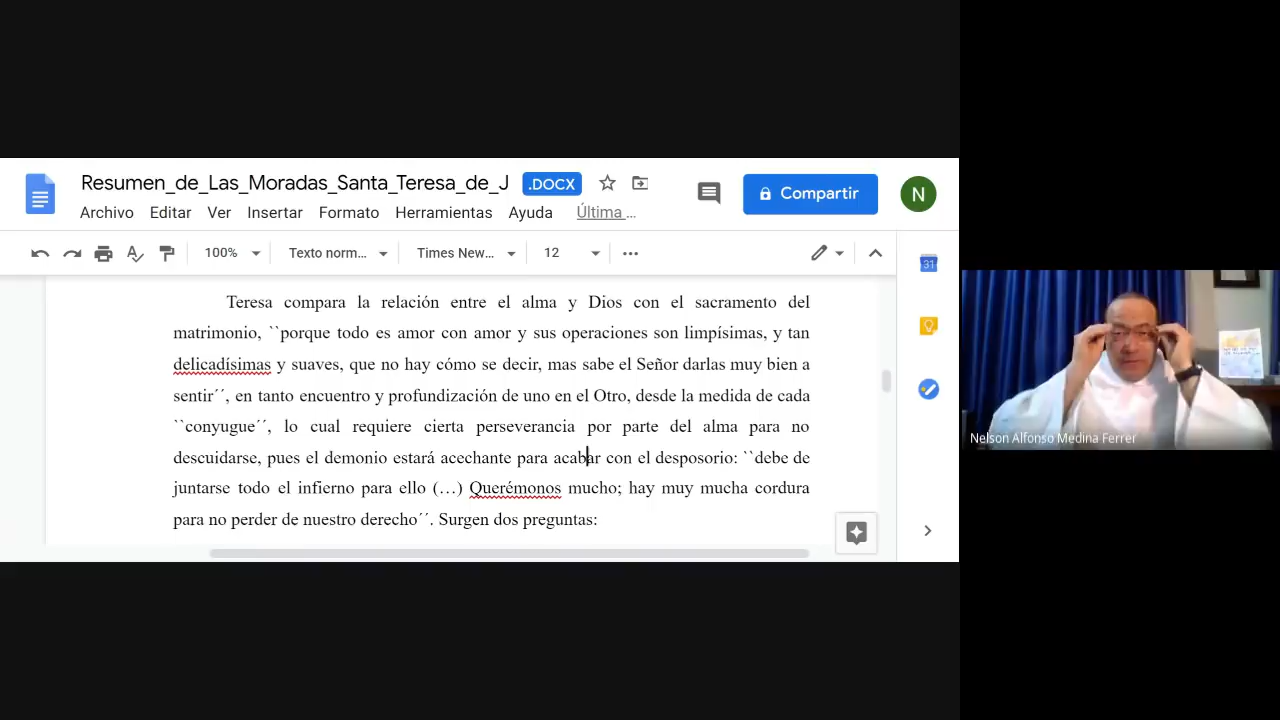 Resumen_de_Las_Moradas_Santa_Teresa_de_J .DOCX
Compartir
N
Archivo Editar Ver Insertar Formato Herramientas Ayuda Última ...
100% Texto norm... Times New... 12
31
Teresa compara la relación entre el alma y Dios con el sacramento del
matrimonio, ``porque todo es amor con amor y sus operaciones son limpísimas, y tan
delicadísimas y suaves, que no hay cómo se decir, mas sabe el Señor darlas muy bien a
sentir´´, en tanto encuentro y profundización de uno en el Otro, desde la medida de cada
``conyugue´´, lo cual requiere cierta perseverancia por parte del alma para no
descuidarse, pues el demonio estará acechante para acabar con el desposorio: ``debe de
juntarse todo el infierno para ello (…) Querémonos mucho; hay muy mucha cordura
para no perder de nuestro derecho´´. Surgen dos preguntas:
Nelson Alfonso Medina Ferrer